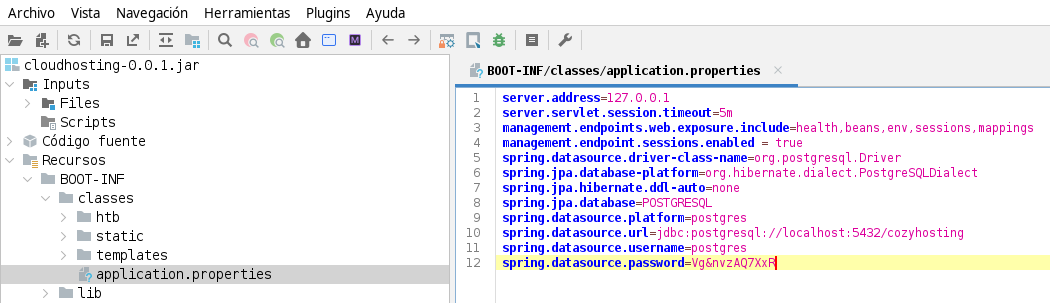 Archivo Vista Navegación Herramientas Plugins Ayuda
cloudhosting-0.0.1.jar
Inputs
Files
Scripts
Código fuente
Recursos
BOOT-INF
classes
htb
static
templates
application.properties
lib
BOOT-INF/classes/application.properties
1 server.address=127.0.0.1
2 server.servlet.session.timeout=5m
3 management.endpoints.web.exposure.include=health,beans,env,sessions,mappings
4 management.endpoint.sessions.enabled = true
5 spring.datasource.driver-class-name=org.postgresql.Driver
6 spring.jpa.database-platform=org.hibernate.dialect.PostgreSQLDialect
7 spring.jpa.hibernate.ddl-auto=none
8 spring.jpa.database=POSTGRESQL
9 spring.datasource.platform=postgres
10 spring.datasource.url=jdbc:postgresql://localhost:5432/cozyhosting
11 spring.datasource.username=postgres
12 spring.datasource.password=Vg&nvzAQ7XxR